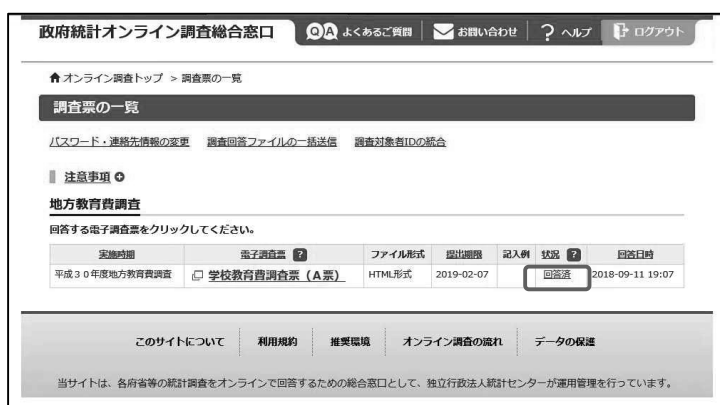 政府統計オンライン調査総合窓口 QA よくあるご質問 お問い合わせ ? ヘルプ ログアウト
オンライン調査トップ > 調査票の一覧
調査票の一覧
パスワード・連絡先情報の変更 調査回答ファイルの一括送信 調査対象者IDの統合
注意事項
地方教育費調査
回答する電子調査票をクリックしてください。
実施時期 電子調査票 ? ファイル形式 提出期限 記入例 状況 ? 回答日時
平成30年度地方教育費調査 学校教育費調査票（A票） HTML形式 2019-02-07 回答済 2018-09-11 19:07
このサイトについて 利用規約 推奨環境 オンライン調査の流れ データの保護
当サイトは、各府省等の統計調査をオンラインで回答するための総合窓口として、独立行政法人統計センターが運用管理を行っています。